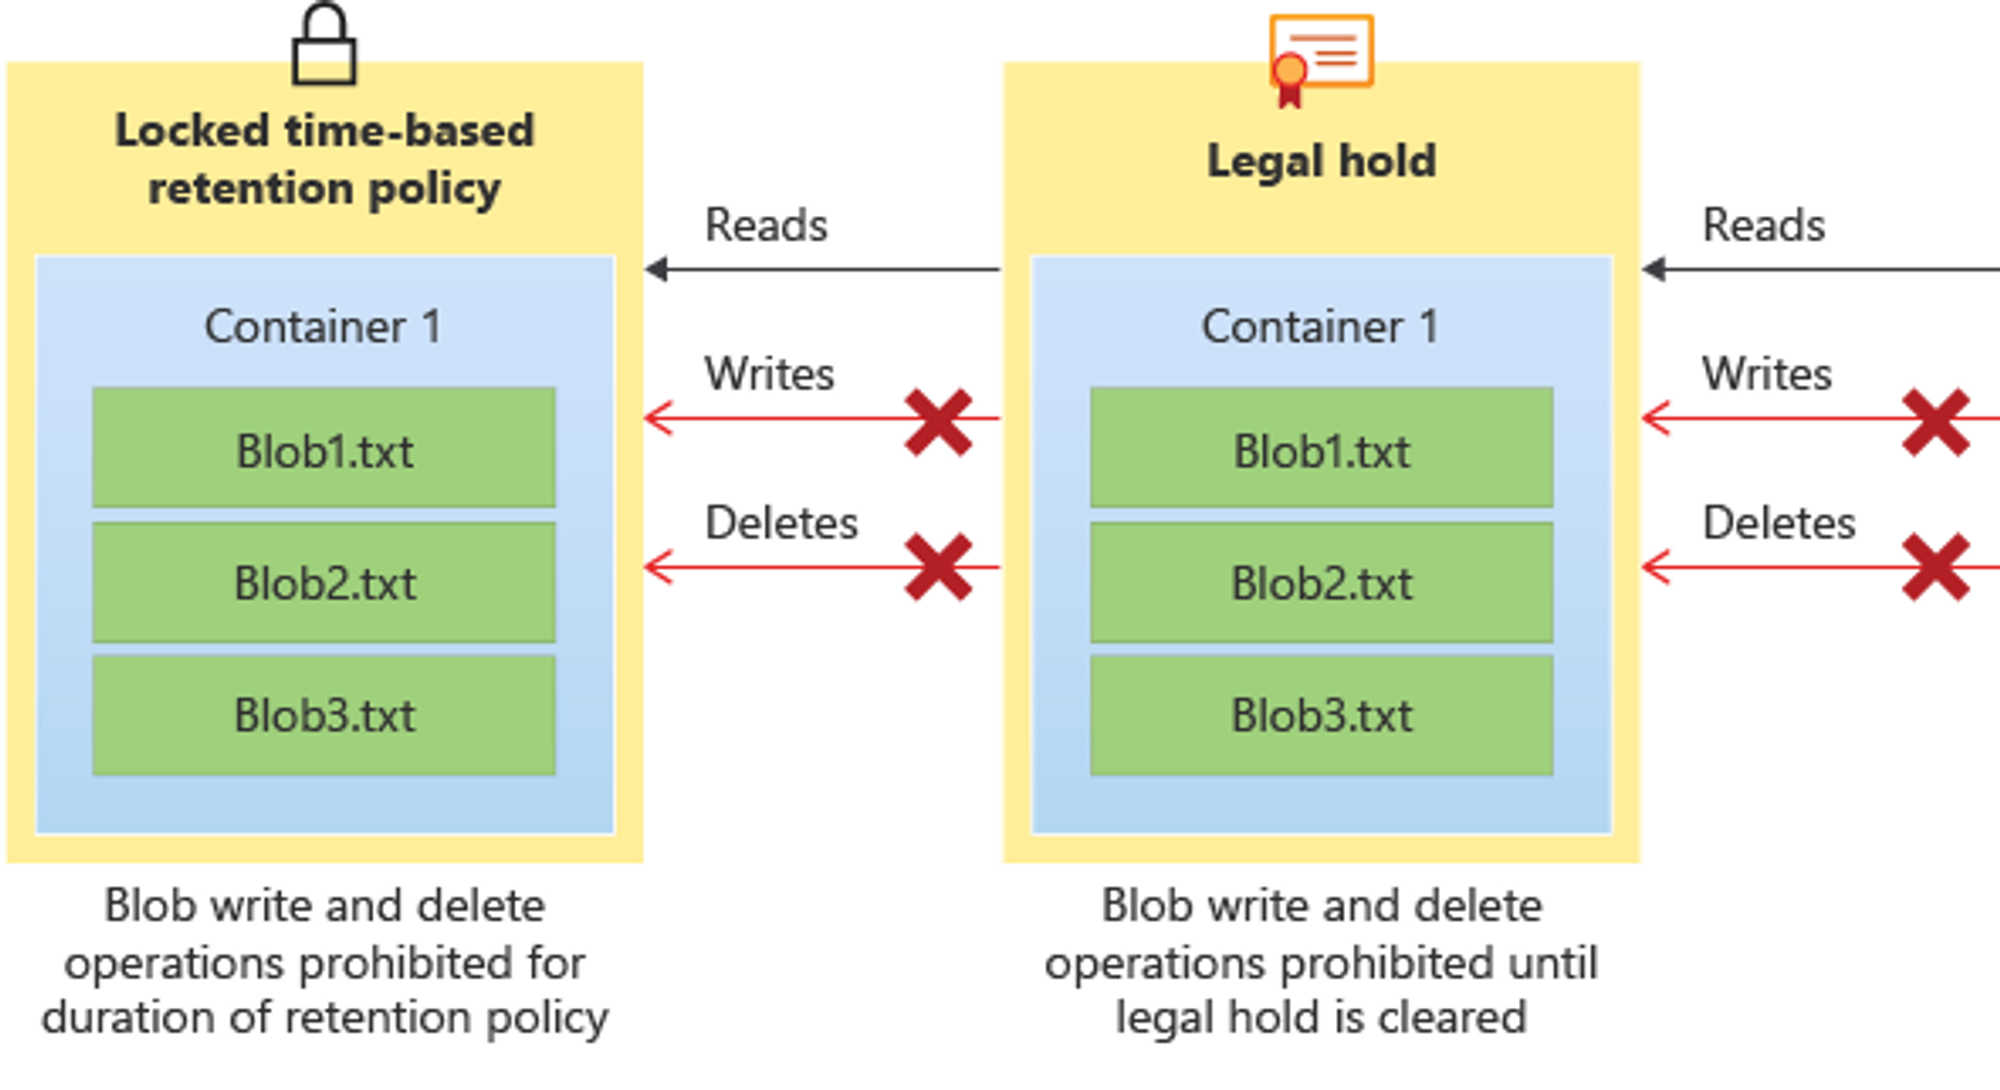 Locked time-based
retention policy
Container 1
Blob1.txt
Blob2.txt
Blob3.txt
Blob write and delete
operations prohibited for
duration of retention policy
Reads
Writes
Deletes
Legal hold
Container 1
Blob1.txt
Blob2.txt
Blob3.txt
Blob write and delete
operations prohibited until
legal hold is cleared
Reads
Writes
Deletes